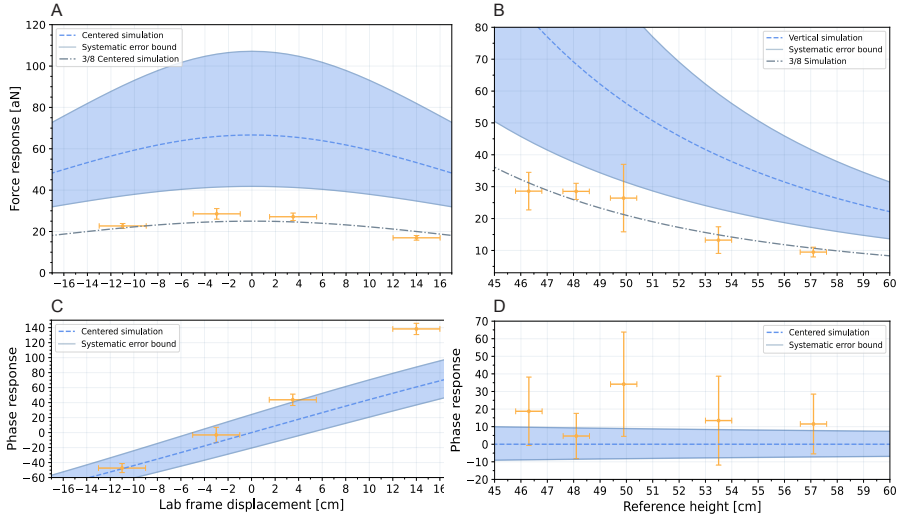 A
Force response [aN]
120
100
80
60
40
20
0
Centered simulation
Systematic error bound
3/8 Centered simulation
−16 −14 −12 −10 −8 −6 −4 −2 0 2 4 6 8 10 12 14 16
B
80
70
60
50
40
30
20
10
Vertical simulation
Systematic error bound
3/8 Simulation
45 46 47 48 49 50 51 52 53 54 55 56 57 58 59 60
C
Phase response
140
120
100
80
60
40
20
0
−20
−40
−60
Centered simulation
Systematic error bound
−16 −14 −12 −10 −8 −6 −4 −2 0 2 4 6 8 10 12 14 16
Lab frame displacement [cm]
D
Phase response
70
60
50
40
30
20
10
0
−10
−20
Centered simulation
Systematic error bound
45 46 47 48 49 50 51 52 53 54 55 56 57 58 59 60
Reference height [cm]